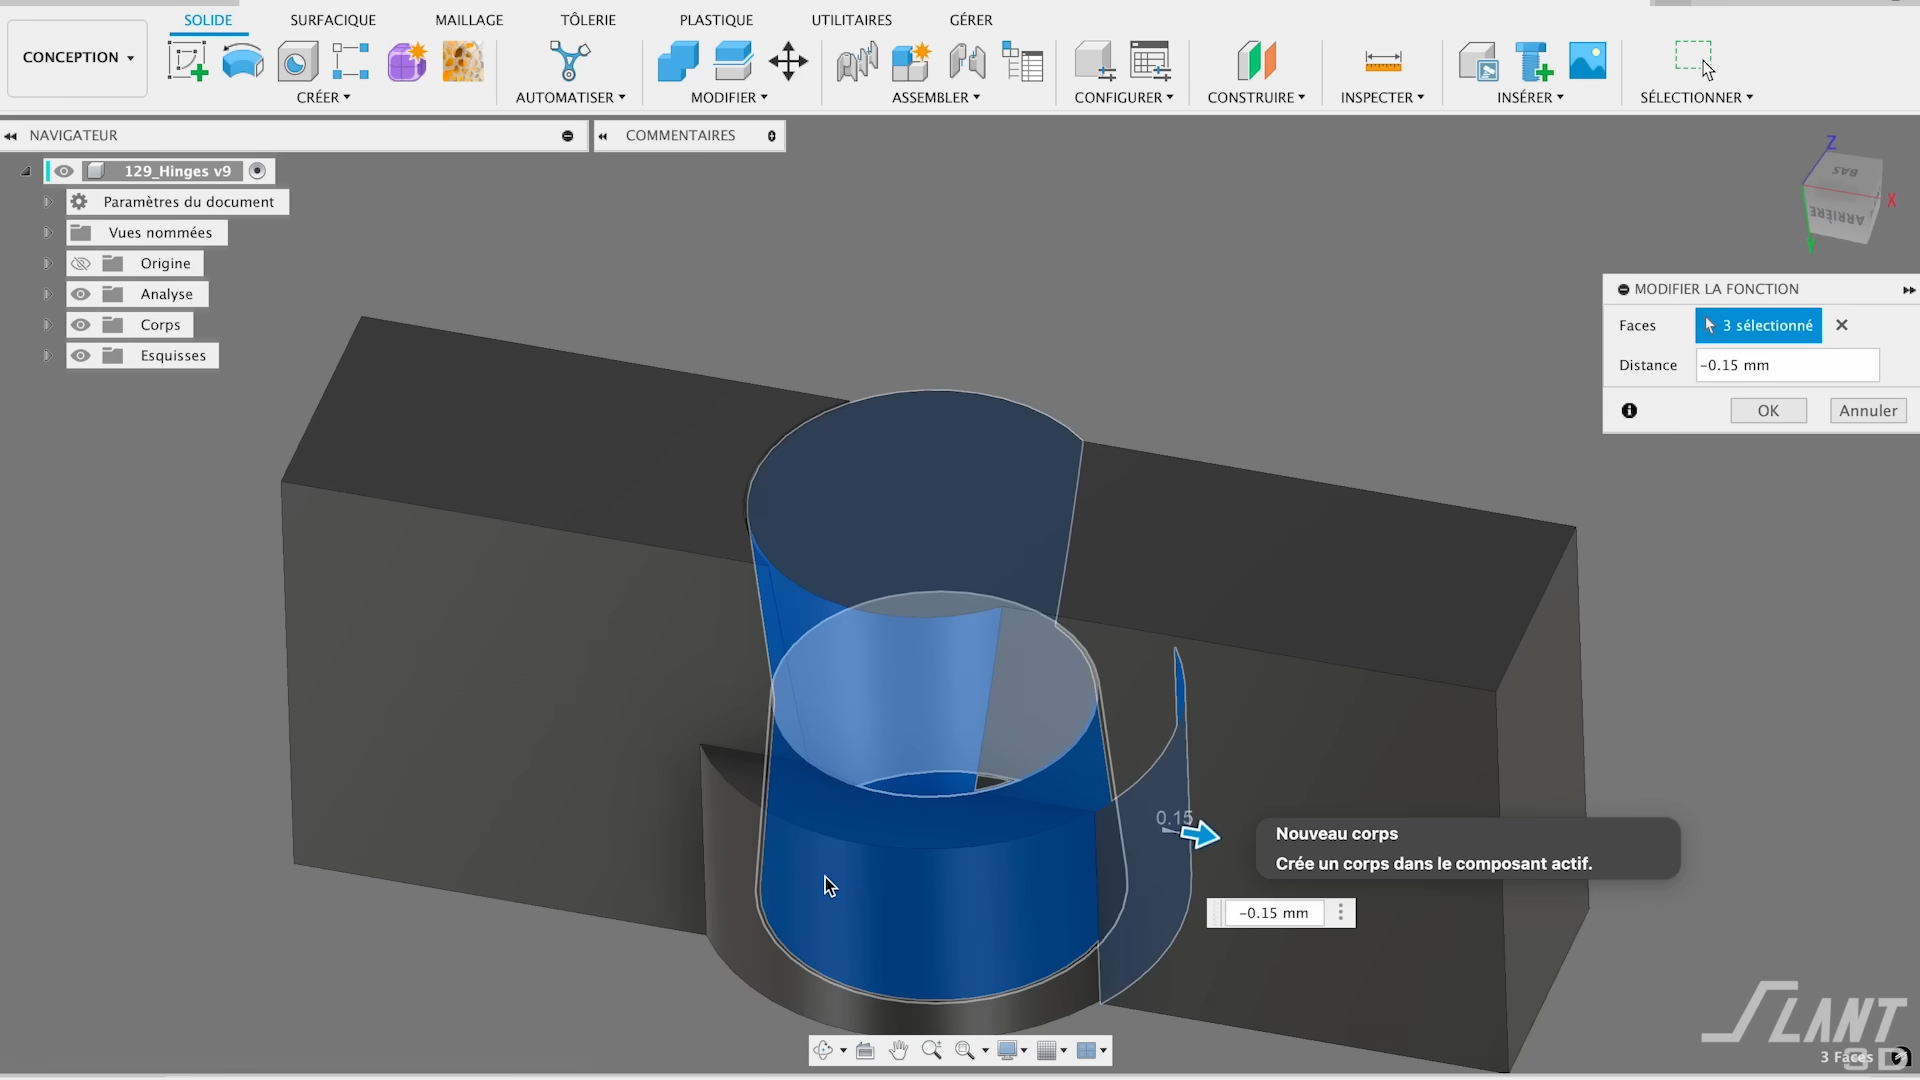 SOLIDE
SURFACIQUE
MAILLAGE
TÔLERIE
PLASTIQUE
UTILITAIRES
GÉRER
CONCEPTION
CRÉER
AUTOMATISER
MODIFIER
ASSEMBLER
CONFIGURER
CONSTRUIRE
INSPECTER
INSÉRER
SÉLECTIONNER
NAVIGATEUR
COMMENTAIRES
129_Hinges v9
Paramètres du document
Vues nommées
Origine
Analyse
Corps
Esquisses
Z
BAS
X
ARRIÈRE
Y
MODIFIER LA FONCTION
Faces
3 sélectionné
Distance
-0.15 mm
OK
Annuler
0.15
Nouveau corps
Crée un corps dans le composant actif.
-0.15 mm
SLANT
3D
3 Faces